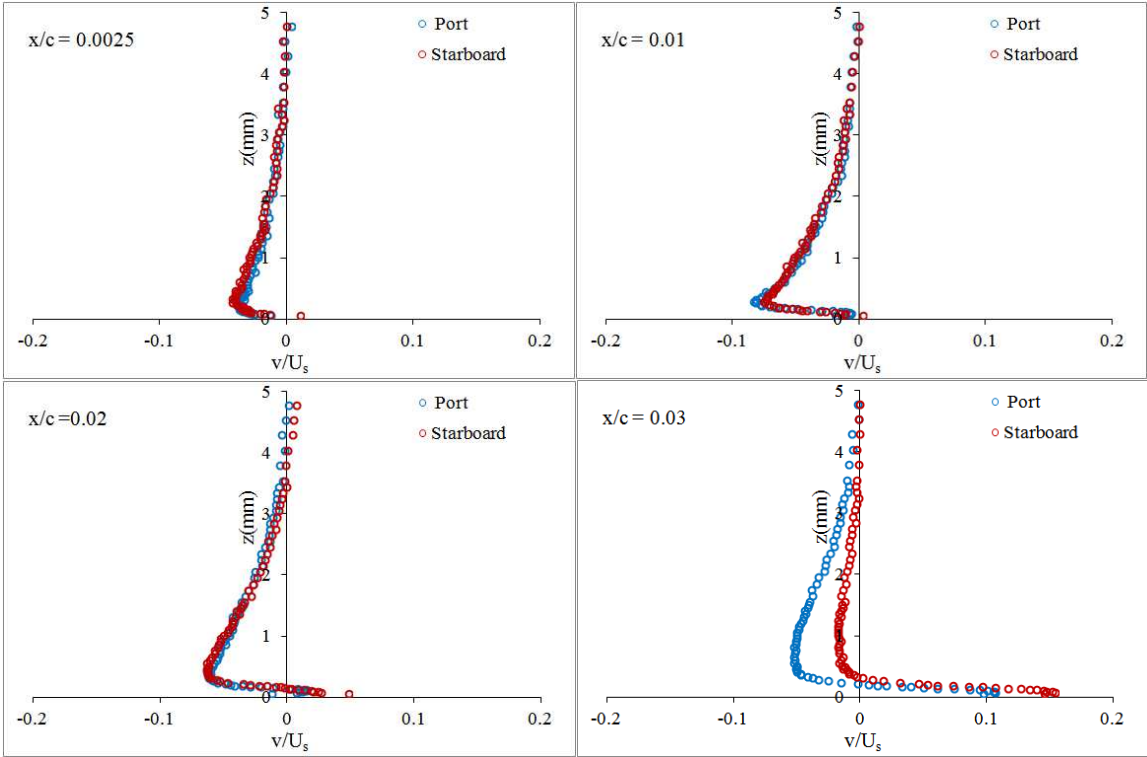 5
x/c = 0.0025
Port
Starboard
4
z(mm)
3
2
1
0
-0.2
-0.1
0
0.1
0.2
v/Uₛ
5
x/c = 0.01
Port
Starboard
4
z(mm)
3
2
1
0
-0.2
-0.1
0
0.1
0.2
v/Uₛ
5
x/c =0.02
Port
Starboard
4
z(mm)
3
2
1
0
-0.2
-0.1
0
0.1
0.2
v/Uₛ
5
x/c = 0.03
Port
Starboard
4
z(mm)
3
2
1
0
-0.2
-0.1
0
0.1
0.2
v/Uₛ